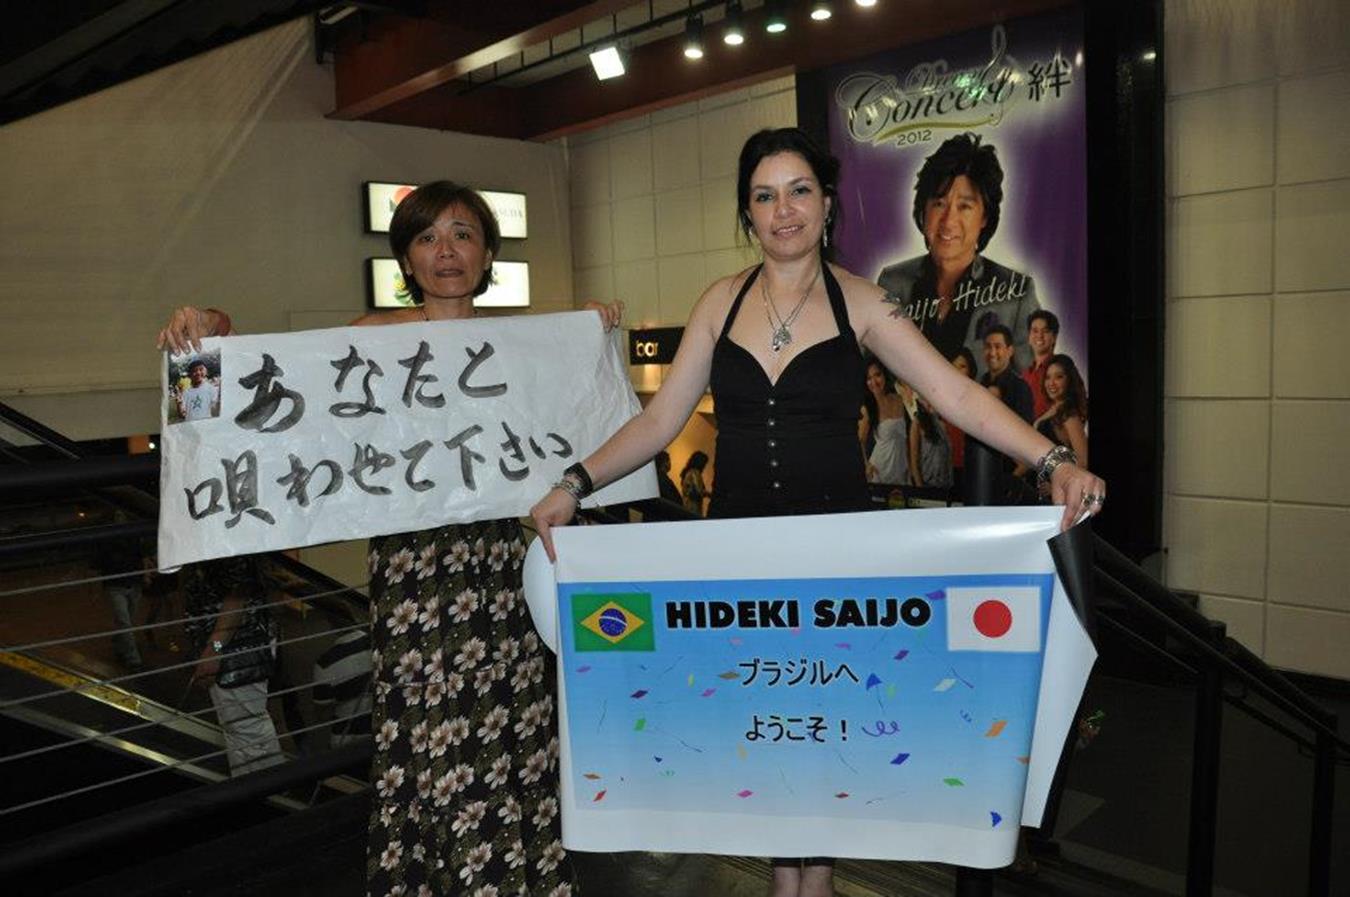 Dream
Concert 絆
2012
Saijo Hideki
bar
あなたと
唄わせて下さい
HIDEKI SAIJO
ブラジルへ
ようこそ！